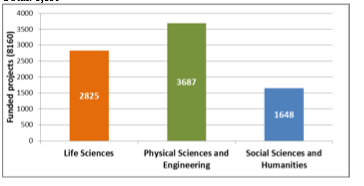 4000
3500
3000
2500
2000
1500
1000
500
0
Funded projects (8160)
2825
3687
1648
Life Sciences
Physical Sciences and
Engineering
Social Sciences and
Humanities